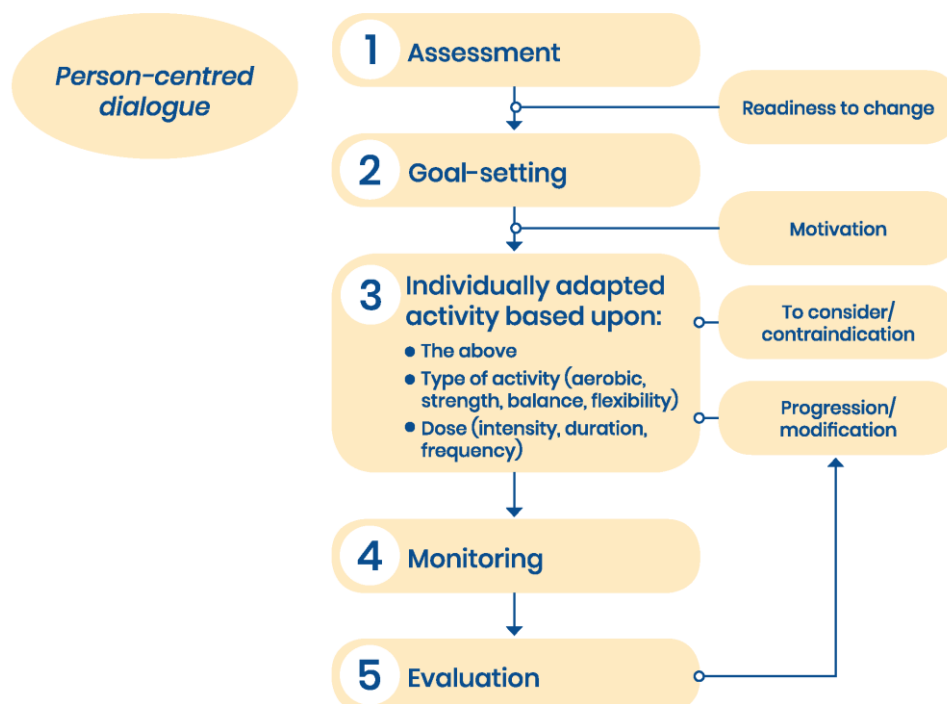 Person-centred
dialogue
1 Assessment
Readiness to change
2 Goal-setting
Motivation
3 Individually adapted
activity based upon:
• The above
• Type of activity (aerobic,
strength, balance, flexibility)
• Dose (intensity, duration,
frequency)
To consider/
contraindication
Progression/
modification
4 Monitoring
5 Evaluation